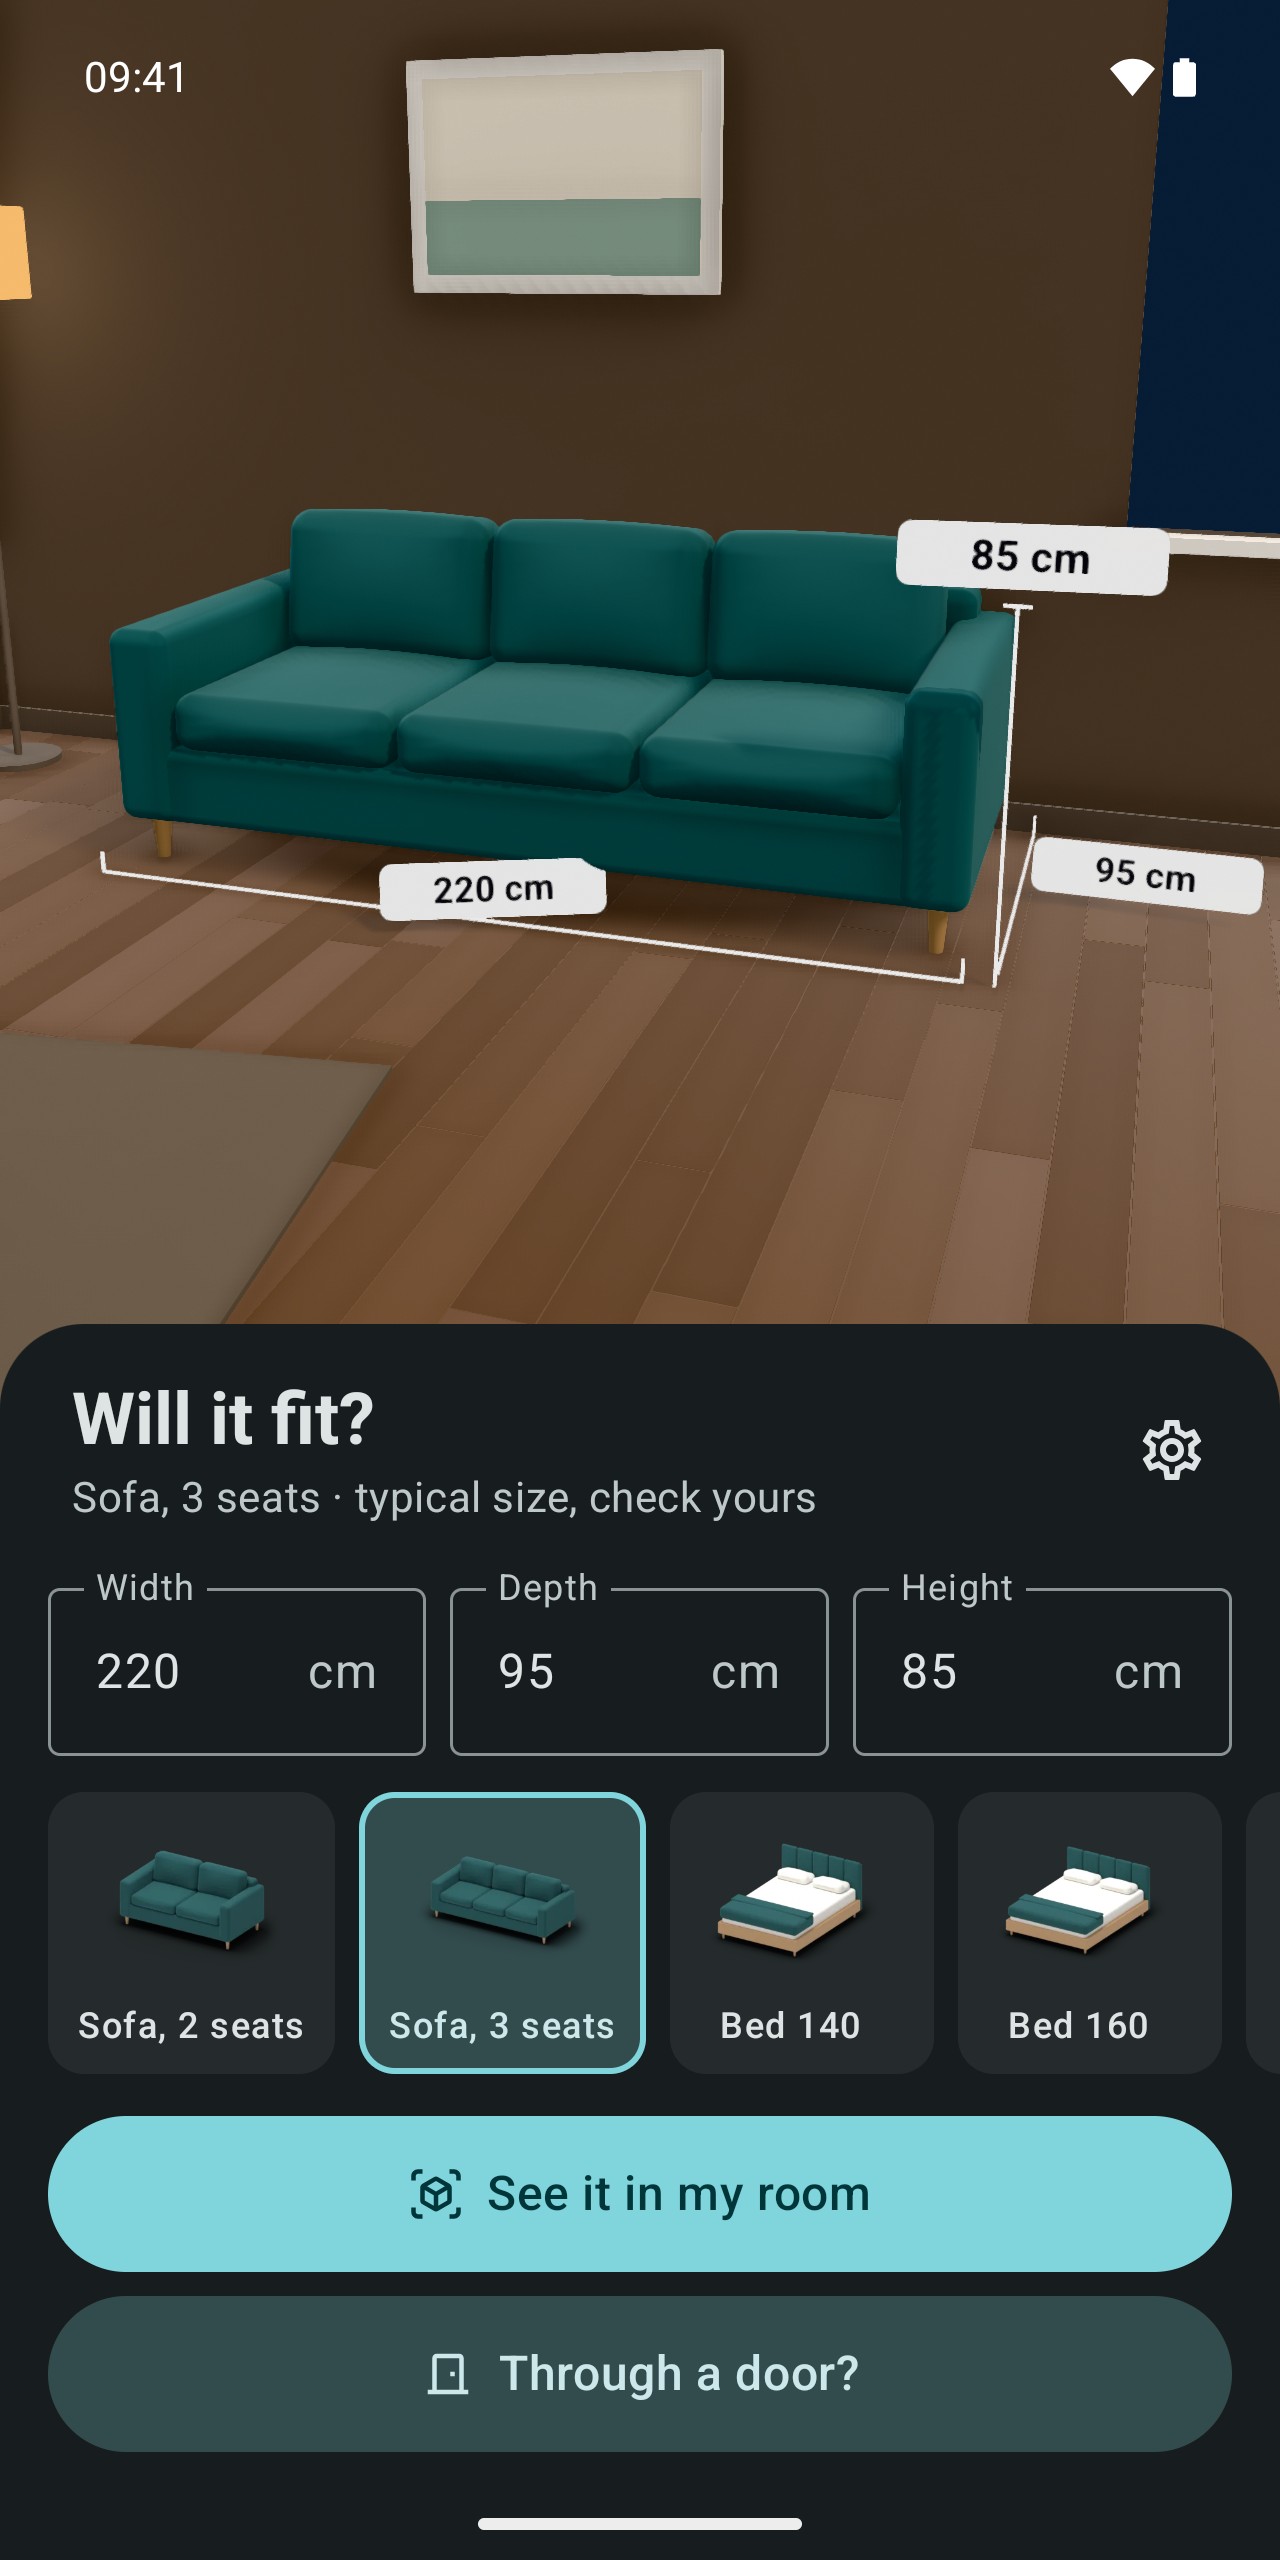 09:41
85 cm
95 cm
220 cm
Will it fit?
Sofa, 3 seats · typical size, check yours
Width
Depth
Height
220 cm
95 cm
85 cm
Sofa, 2 seats
Sofa, 3 seats
Bed 140
Bed 160
See it in my room
Through a door?